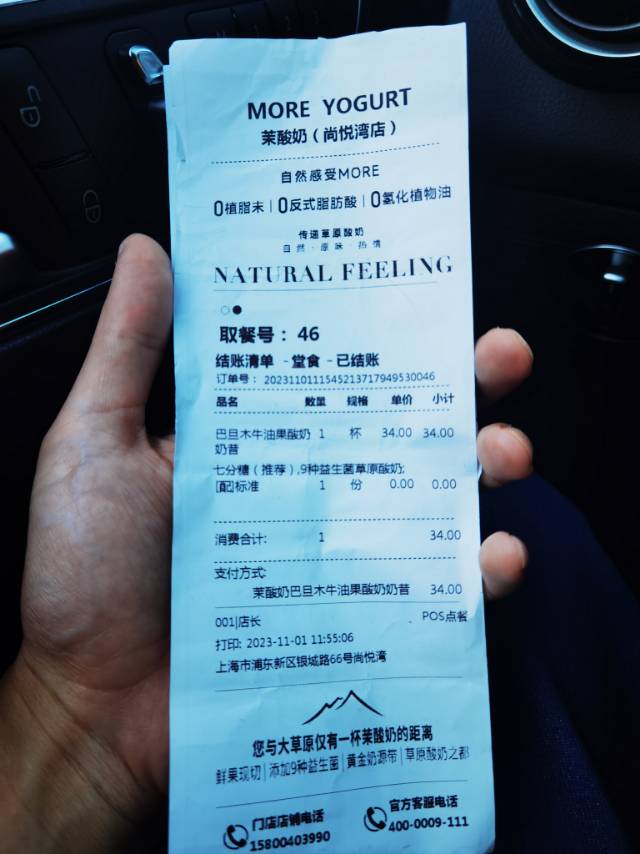 MORE YOGURT
茉酸奶（尚悦湾店）
自然感受MORE
0植脂末 | 0反式脂肪酸 | 0氢化植物油
传递草原酸奶
自然·原味·热情
NATURAL FEELING
取餐号： 46
结账清单 -堂食 -已结账
订单号： 20231101115452137179495​30046
品名 数量 规格 单价 小计
巴旦木牛油果酸奶 1 杯 34.00 34.00
奶昔
七分糖（推荐）,9种益生菌草原酸奶;
[配]标准 1 份 0.00 0.00
消费合计: 1 34.00
支付方式:
茉酸奶巴旦木牛油果酸奶奶昔 34.00
001|店长 POS点餐
打印: 2023-11-01 11:55:06
上海市浦东新区银城路66号尚悦湾
您与大草原仅有一杯茉酸奶的距离
鲜果现切 | 添加9种益生菌 | 黄金奶源带 | 草原酸奶之都
门店店铺电话 官方客服电话
15800403990 400-0009-111